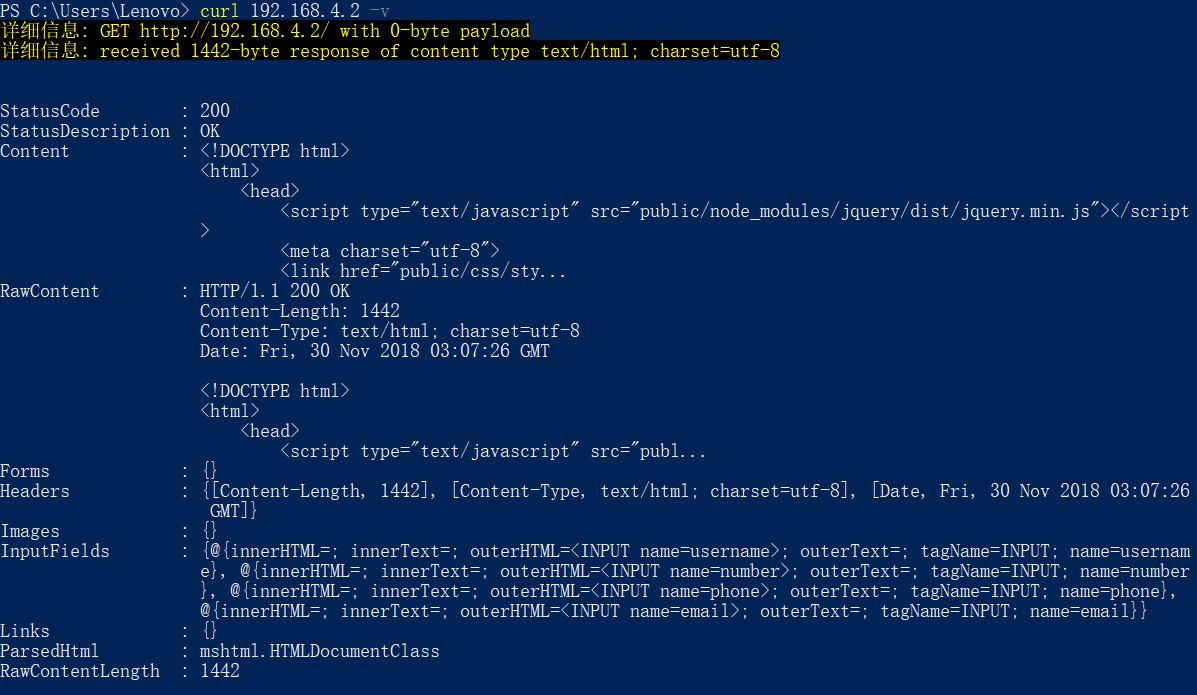 PS C:\Users\Lenovo> curl 192.168.4.2 -v
详细信息: GET http://192.168.4.2/ with 0-byte payload
详细信息: received 1442-byte response of content type text/html; charset=utf-8
StatusCode        : 200
StatusDescription : OK
Content           : <!DOCTYPE html>
                    <html>
                        <head>
                            <script type="text/javascript" src="public/node_modules/jquery/dist/jquery.min.js"></script
                    >
                            <meta charset="utf-8">
                            <link href="public/css/sty...
RawContent        : HTTP/1.1 200 OK
                    Content-Length: 1442
                    Content-Type: text/html; charset=utf-8
                    Date: Fri, 30 Nov 2018 03:07:26 GMT
                    <!DOCTYPE html>
                    <html>
                        <head>
                            <script type="text/javascript" src="publ...
Forms             : {}
Headers           : {[Content-Length, 1442], [Content-Type, text/html; charset=utf-8], [Date, Fri, 30 Nov 2018 03:07:26
                     GMT]}
Images            : {}
InputFields       : {@{innerHTML=; innerText=; outerHTML=<INPUT name=username>; outerText=; tagName=INPUT; name=usernam
                    e}, @{innerHTML=; innerText=; outerHTML=<INPUT name=number>; outerText=; tagName=INPUT; name=number
                    }, @{innerHTML=; innerText=; outerHTML=<INPUT name=phone>; outerText=; tagName=INPUT; name=phone},
                    @{innerHTML=; innerText=; outerHTML=<INPUT name=email>; outerText=; tagName=INPUT; name=email}}
Links             : {}
ParsedHtml        : mshtml.HTMLDocumentClass
RawContentLength  : 1442